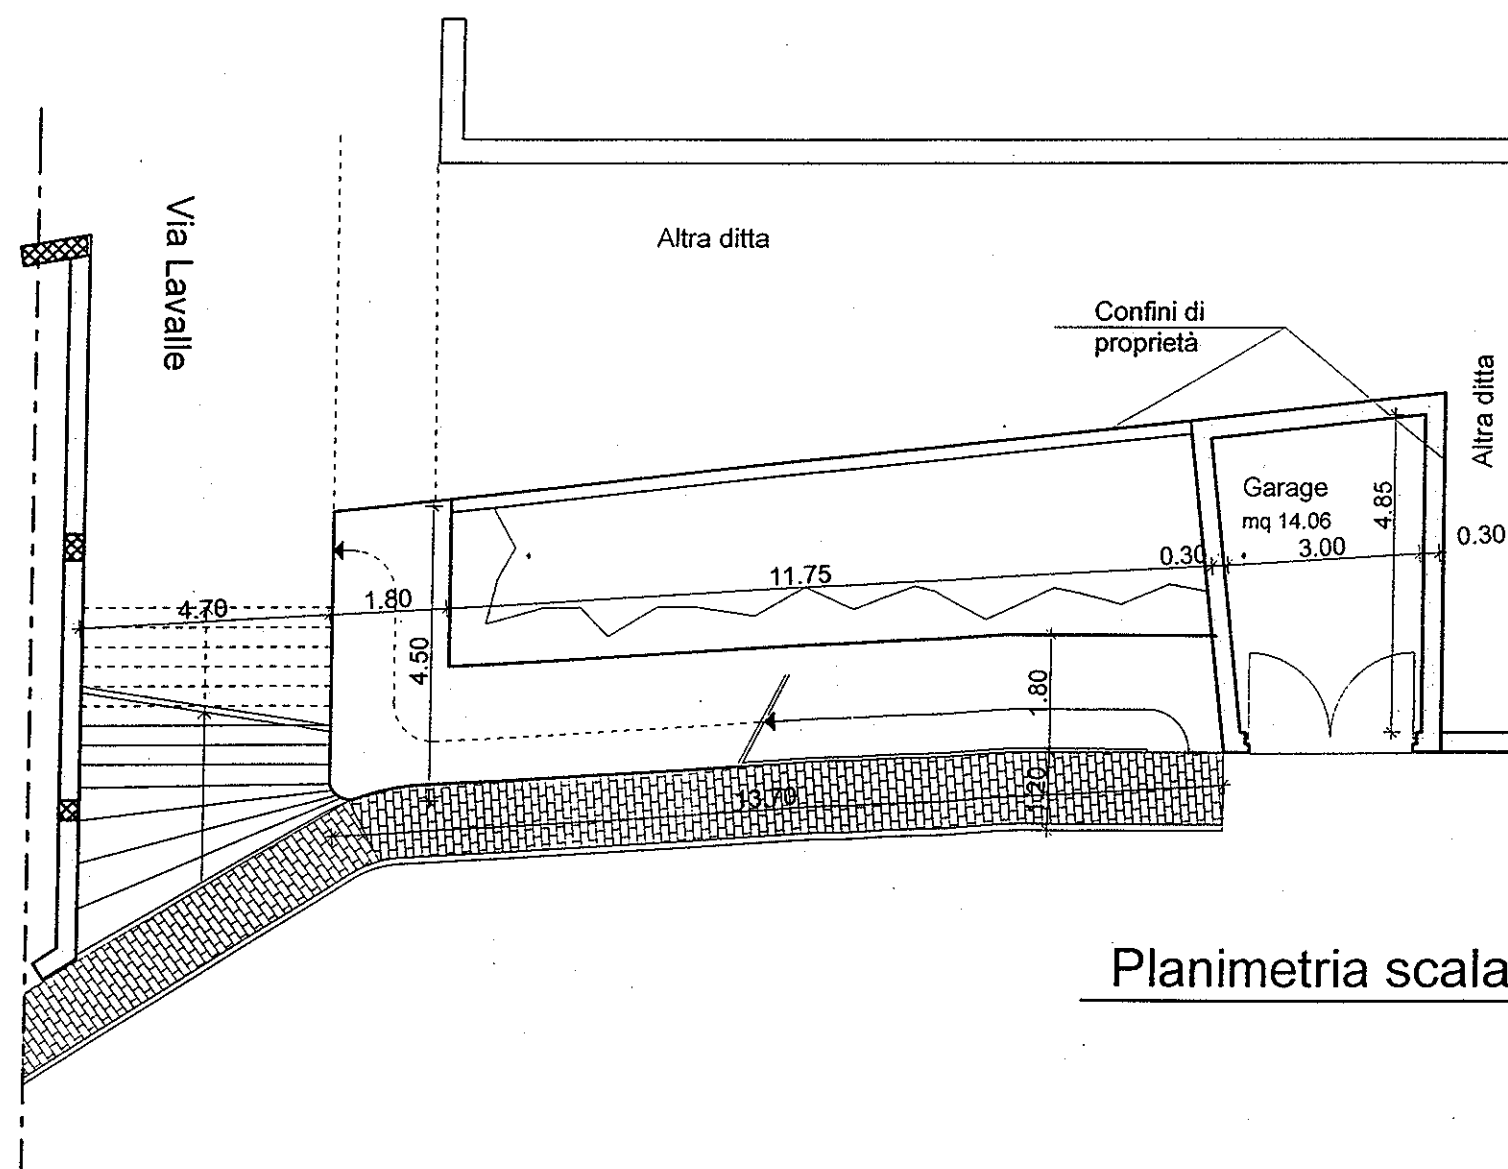 Via Lavalle
Altra ditta
Confini di
proprietà
Altra ditta
Garage
mq 14.06
4.85
0.30
3.00
0.30
11.75
4.70
1.80
4.50
1.80
1.20
13.70
Planimetria scala